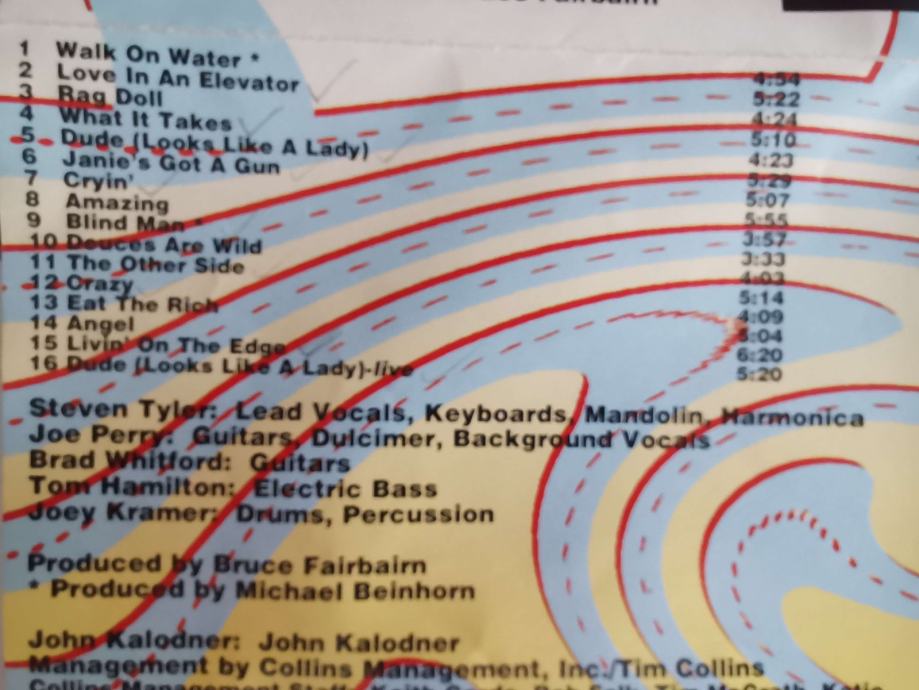 Fairbairn
1 Walk On Water * 4:54
2 Love In An Elevator 5:22
3 Rag Doll 4:24
4 What It Takes 5:10
5 Dude (Looks Like A Lady) 4:23
6 Janie's Got A Gun 5:29
7 Cryin' 5:07
8 Amazing 5:55
9 Blind Man * 3:57
10 Deuces Are Wild 3:33
11 The Other Side 4:03
12 Crazy 5:14
13 Eat The Rich 4:09
14 Angel 5:04
15 Livin' On The Edge 6:20
16 Dude (Looks Like A Lady)-live 5:20
Steven Tyler: Lead Vocals, Keyboards, Mandolin, Harmonica
Joe Perry: Guitars, Dulcimer, Background Vocals
Brad Whitford: Guitars
Tom Hamilton: Electric Bass
Joey Kramer: Drums, Percussion
Produced by Bruce Fairbairn
* Produced by Michael Beinhorn
John Kalodner: John Kalodner
Management by Collins Management, Inc./Tim Collins
Collins Management Staff: Keith